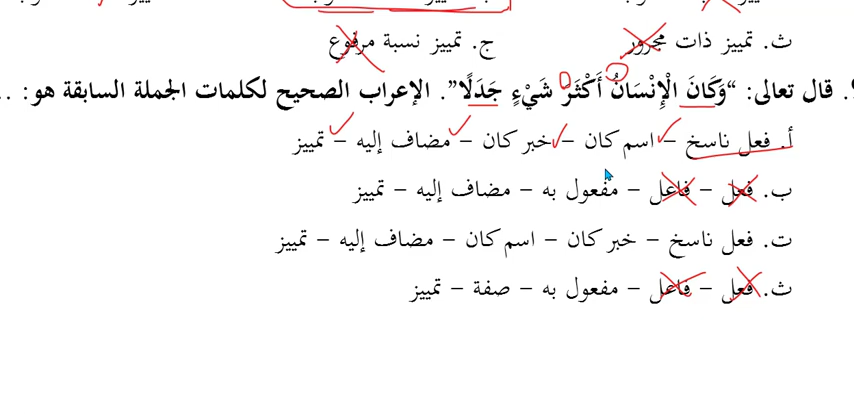 ث. تمييز ذات مجرور ج. تمييز نسبة مرفوع
. قال تعالى: “وَكَانَ الْإِنْسَانُ أَكْثَرَ شَيْءٍ جَدَلًا”. الإعراب الصحيح لكلمات الجملة السابقة هو: ..
أ. فعل ناسخ – اسم كان – خبر كان – مضاف إليه – تمييز
ب. فعل – فاعل – مفعول به – مضاف إليه – تمييز
ت. فعل ناسخ – خبر كان – اسم كان – مضاف إليه – تمييز
ث. فعل – فاعل – مفعول به – صفة – تمييز